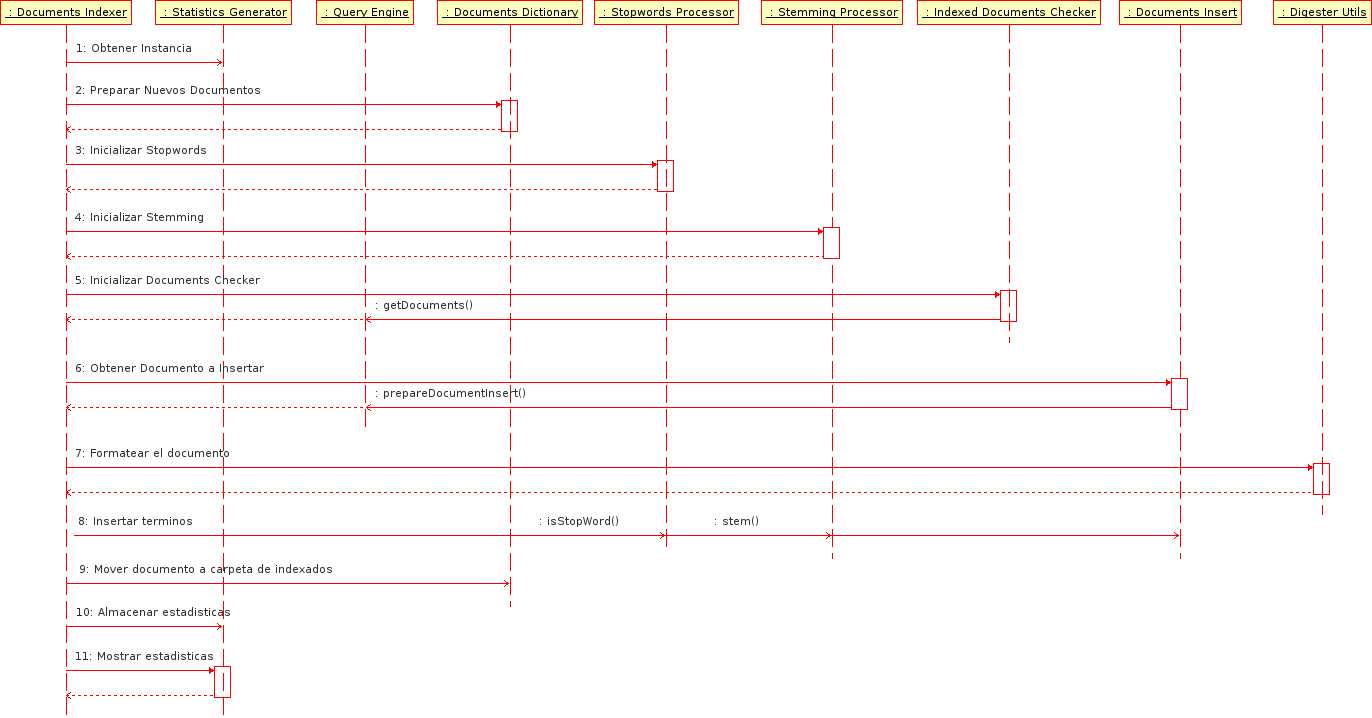 : Documents Indexer
: Statistics Generator
: Query Engine
: Documents Dictionary
: Stopwords Processor
: Stemming Processor
: Indexed Documents Checker
: Documents Insert
: Digester Utils
1: Obtener Instancia
2: Preparar Nuevos Documentos
3: Inicializar Stopwords
4: Inicializar Stemming
5: Inicializar Documents Checker
: getDocuments()
6: Obtener Documento a Insertar
: prepareDocumentInsert()
7: Formatear el documento
8: Insertar terminos
: isStopWord()
: stem()
9: Mover documento a carpeta de indexados
10: Almacenar estadisticas
11: Mostrar estadisticas